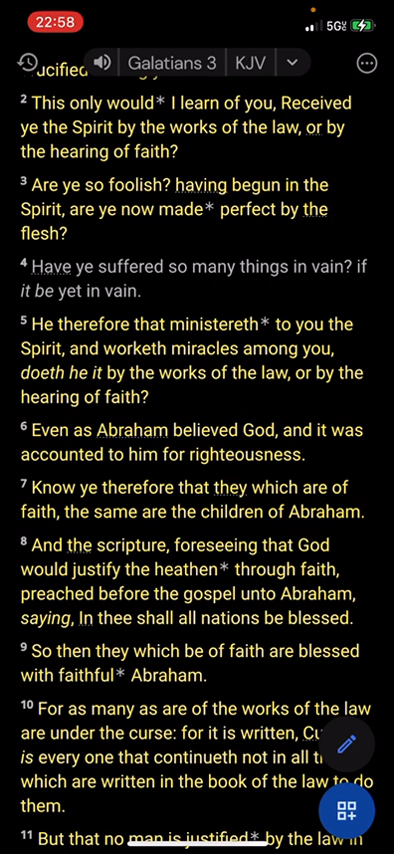 22:58
5G
Galatians 3 KJV
ucified
2 This only would* I learn of you, Received
ye the Spirit by the works of the law, or by
the hearing of faith?
3 Are ye so foolish? having begun in the
Spirit, are ye now made* perfect by the
flesh?
4 Have ye suffered so many things in vain? if
it be yet in vain.
5 He therefore that ministereth* to you the
Spirit, and worketh miracles among you,
doeth he it by the works of the law, or by the
hearing of faith?
6 Even as Abraham believed God, and it was
accounted to him for righteousness.
7 Know ye therefore that they which are of
faith, the same are the children of Abraham.
8 And the scripture, foreseeing that God
would justify the heathen* through faith,
preached before the gospel unto Abraham,
saying, In thee shall all nations be blessed.
9 So then they which be of faith are blessed
with faithful* Abraham.
10 For as many as are of the works of the law
are under the curse: for it is written, Cu
is every one that continueth not in all
which are written in the book of the law to do
them.
11 But that no man is justified* by the law in